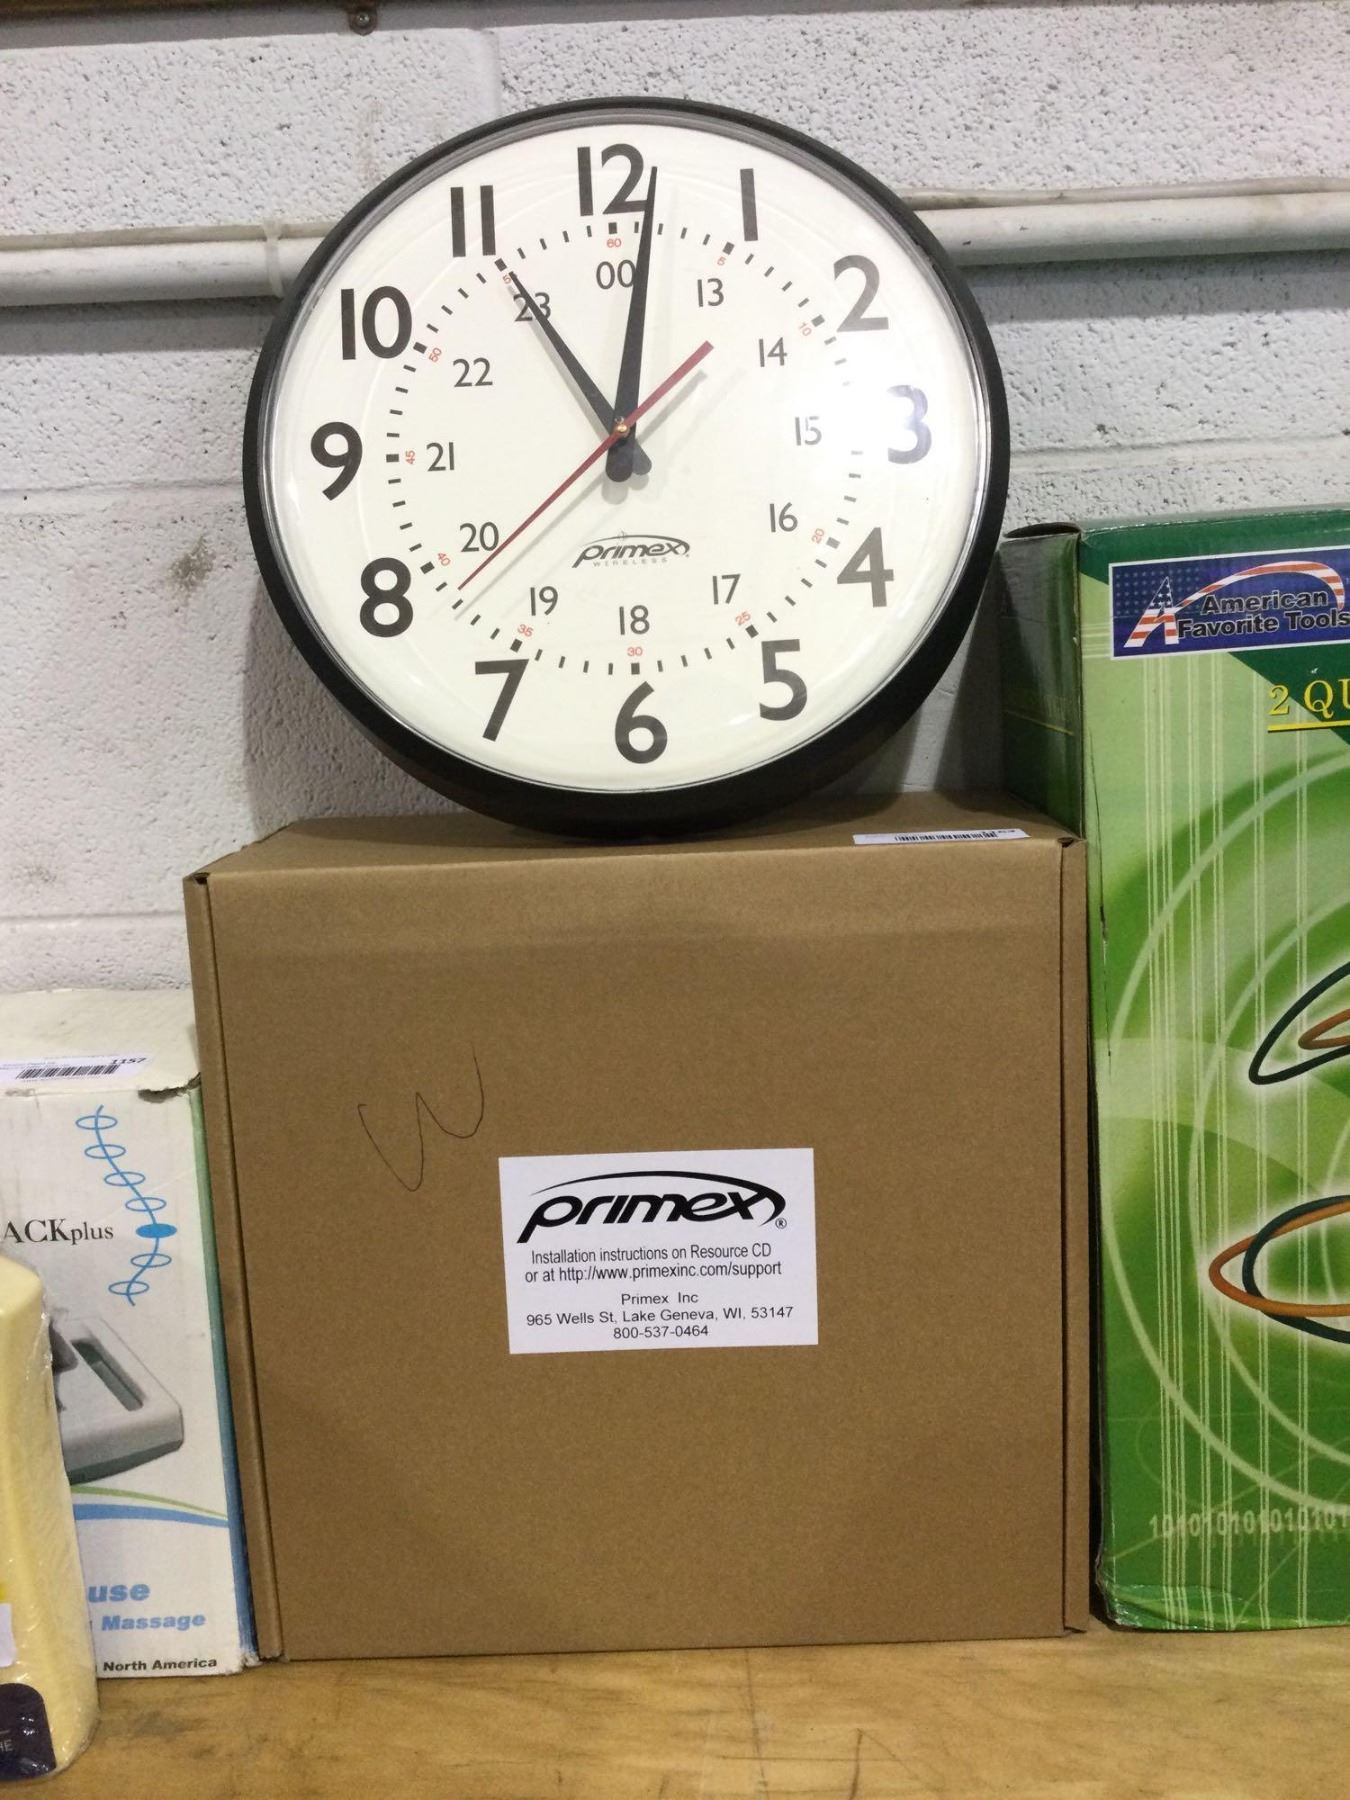 12
1
2
3
4
5
6
7
8
9
10
11
60
5
10
20
25
30
35
40
45
50
00
13
14
15
16
17
18
19
20
21
22
23
primex
WIRELESS
American
Favorite Tools
2 QU
1157
ACKplus
use
Massage
North America
HE
W
primex®
Installation instructions on Resource CD
or at http://www.primexinc.com/support
Primex Inc
965 Wells St, Lake Geneva, WI, 53147
800-537-0464
101010101010101